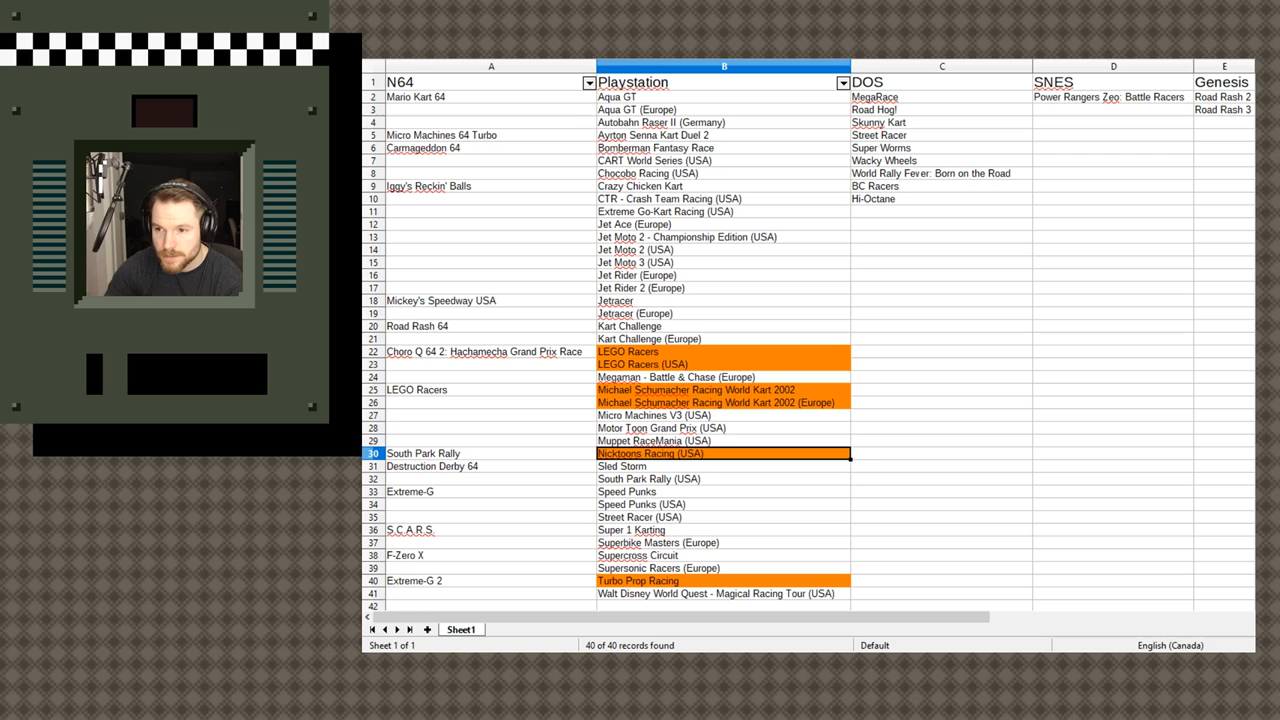 A B C D E
1 N64 Playstation DOS SNES Genesis
2 Mario Kart 64 Aqua GT MegaRace Power Rangers Zeo: Battle Racers Road Rash 2
3 Aqua GT (Europe) Road Hog! Road Rash 3
4 Autobahn Raser II (Germany) Skunny Kart
5 Micro Machines 64 Turbo Ayrton Senna Kart Duel 2 Street Racer
6 Carmageddon 64 Bomberman Fantasy Race Super Worms
7 CART World Series (USA) Wacky Wheels
8 Chocobo Racing (USA) World Rally Fever: Born on the Road
9 Iggy's Reckin' Balls Crazy Chicken Kart BC Racers
10 CTR - Crash Team Racing (USA) Hi-Octane
11 Extreme Go-Kart Racing (USA)
12 Jet Ace (Europe)
13 Jet Moto 2 - Championship Edition (USA)
14 Jet Moto 2 (USA)
15 Jet Moto 3 (USA)
16 Jet Rider (Europe)
17 Jet Rider 2 (Europe)
18 Mickey's Speedway USA Jetracer
19 Jetracer (Europe)
20 Road Rash 64 Kart Challenge
21 Kart Challenge (Europe)
22 Choro Q 64 2: Hachamecha Grand Prix Race LEGO Racers
23 LEGO Racers (USA)
24 Megaman - Battle & Chase (Europe)
25 LEGO Racers Michael Schumacher Racing World Kart 2002
26 Michael Schumacher Racing World Kart 2002 (Europe)
27 Micro Machines V3 (USA)
28 Motor Toon Grand Prix (USA)
29 Muppet RaceMania (USA)
30 South Park Rally Nicktoons Racing (USA)
31 Destruction Derby 64 Sled Storm
32 South Park Rally (USA)
33 Extreme-G Speed Punks
34 Speed Punks (USA)
35 Street Racer (USA)
36 S.C.A.R.S. Super 1 Karting
37 Superbike Masters (Europe)
38 F-Zero X Supercross Circuit
39 Supersonic Racers (Europe)
40 Extreme-G 2 Turbo Prop Racing
41 Walt Disney World Quest - Magical Racing Tour (USA)
42
Sheet1
Sheet 1 of 1 40 of 40 records found Default English (Canada)